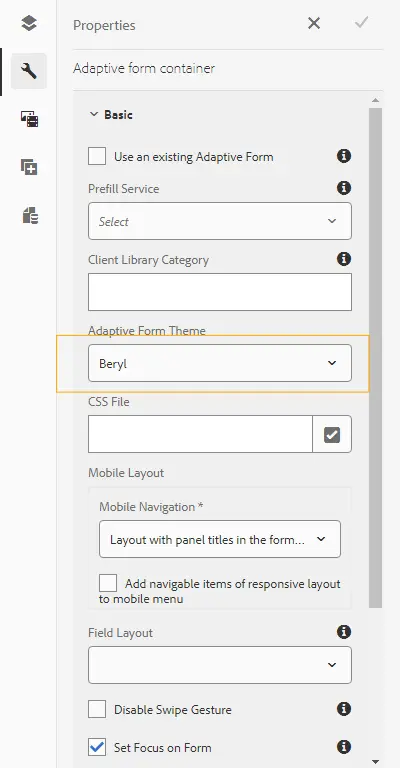 Properties
Adaptive form container
Basic
Use an existing Adaptive Form
Prefill Service
Select
Client Library Category
Adaptive Form Theme
Beryl
CSS File
Mobile Layout
Mobile Navigation *
Layout with panel titles in the form...
Add navigable items of responsive layout
to mobile menu
Field Layout
Disable Swipe Gesture
Set Focus on Form